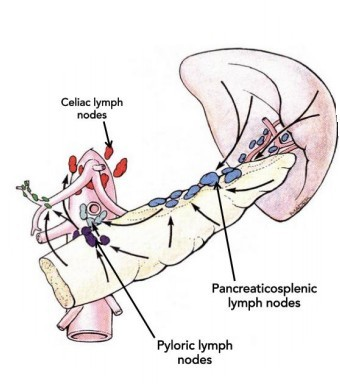 Celiac lymph
nodes
Pancreaticosplenic
lymph nodes
Pyloric lymph
nodes